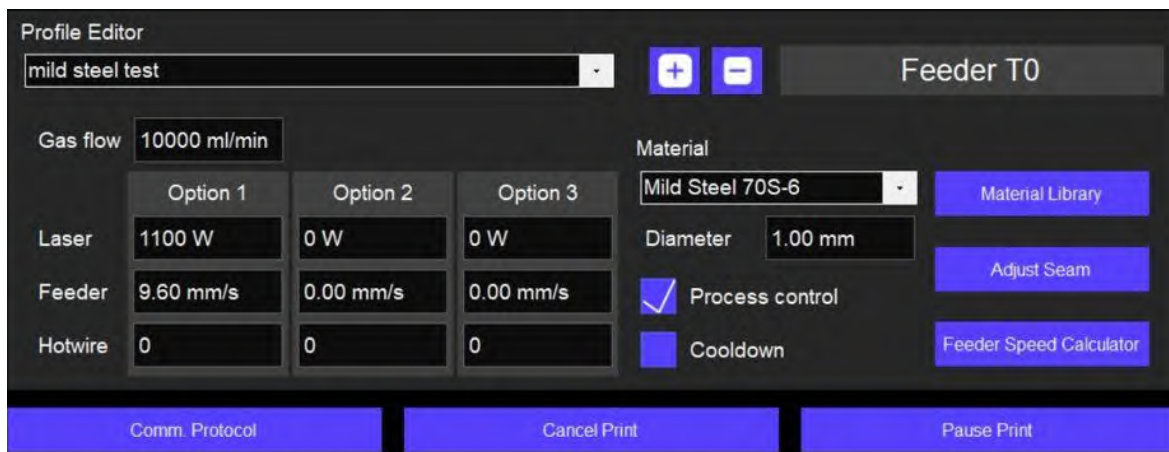 Profile Editor
mild steel test
Feeder T0
Gas flow 10000 ml/min
Material
Option 1 Option 2 Option 3
Mild Steel 70S-6
Material Library
Laser 1100 W 0 W 0 W
Diameter 1.00 mm
Adjust Seam
Feeder 9.60 mm/s 0.00 mm/s 0.00 mm/s
Process control
Hotwire 0 0 0
Cooldown
Feeder Speed Calculator
Comm. Protocol Cancel Print Pause Print